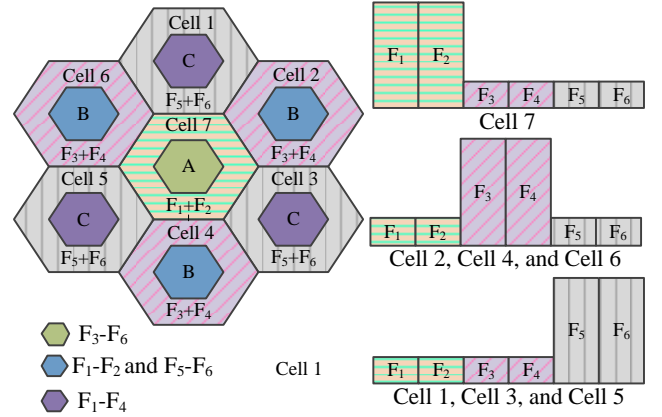 Cell 1
C
F₅+F₆
Cell 6
B
F₃+F₄
Cell 2
B
F₃+F₄
Cell 7
A
F₁+F₂
Cell 5
C
F₅+F₆
Cell 3
C
F₅+F₆
Cell 4
B
F₃+F₄
F₃-F₆
F₁-F₂ and F₅-F₆
F₁-F₄
Cell 1
F₁ F₂ F₃ F₄ F₅ F₆
Cell 7
F₁ F₂ F₃ F₄ F₅ F₆
Cell 2, Cell 4, and Cell 6
F₁ F₂ F₃ F₄ F₅ F₆
Cell 1, Cell 3, and Cell 5